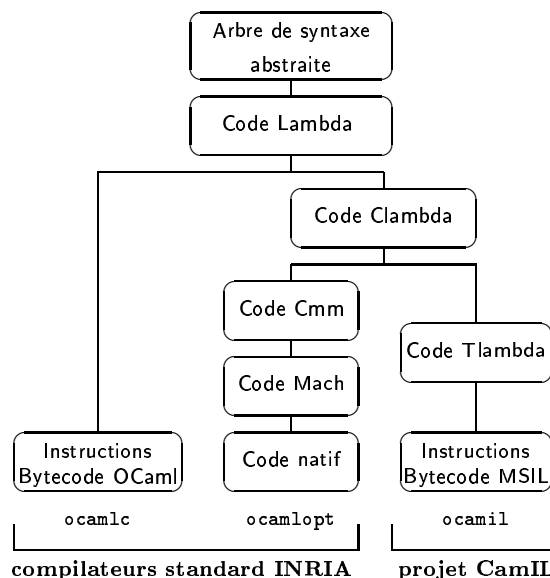 Arbre de syntaxe
abstraite
Code Lambda
Code Clambda
Code Cmm
Code Tlambda
Code Mach
Instructions
Bytecode OCaml
Code natif
Instructions
Bytecode MSIL
ocamlc
ocamlopt
ocamil
compilateurs standard INRIA
projet CamIL